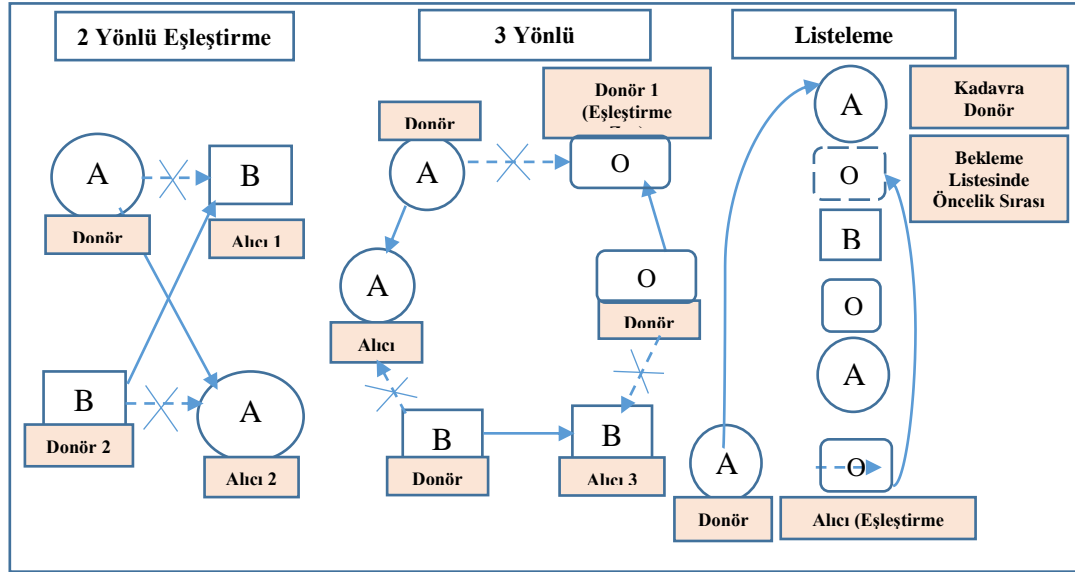 2 Yönlü Eşleştirme
A
Donör
B
Alıcı 1
B
Donör 2
A
Alıcı 2
3 Yönlü
Donör
A
Donör 1
(Eşleştirme
O
A
Alıcı
O
Donör
B
Donör
B
Alıcı 3
Listeleme
A
Kadavra
Donör
O
Bekleme
Listesinde
Öncelik Sırası
B
O
A
A
Donör
O
Alıcı (Eşleştirme